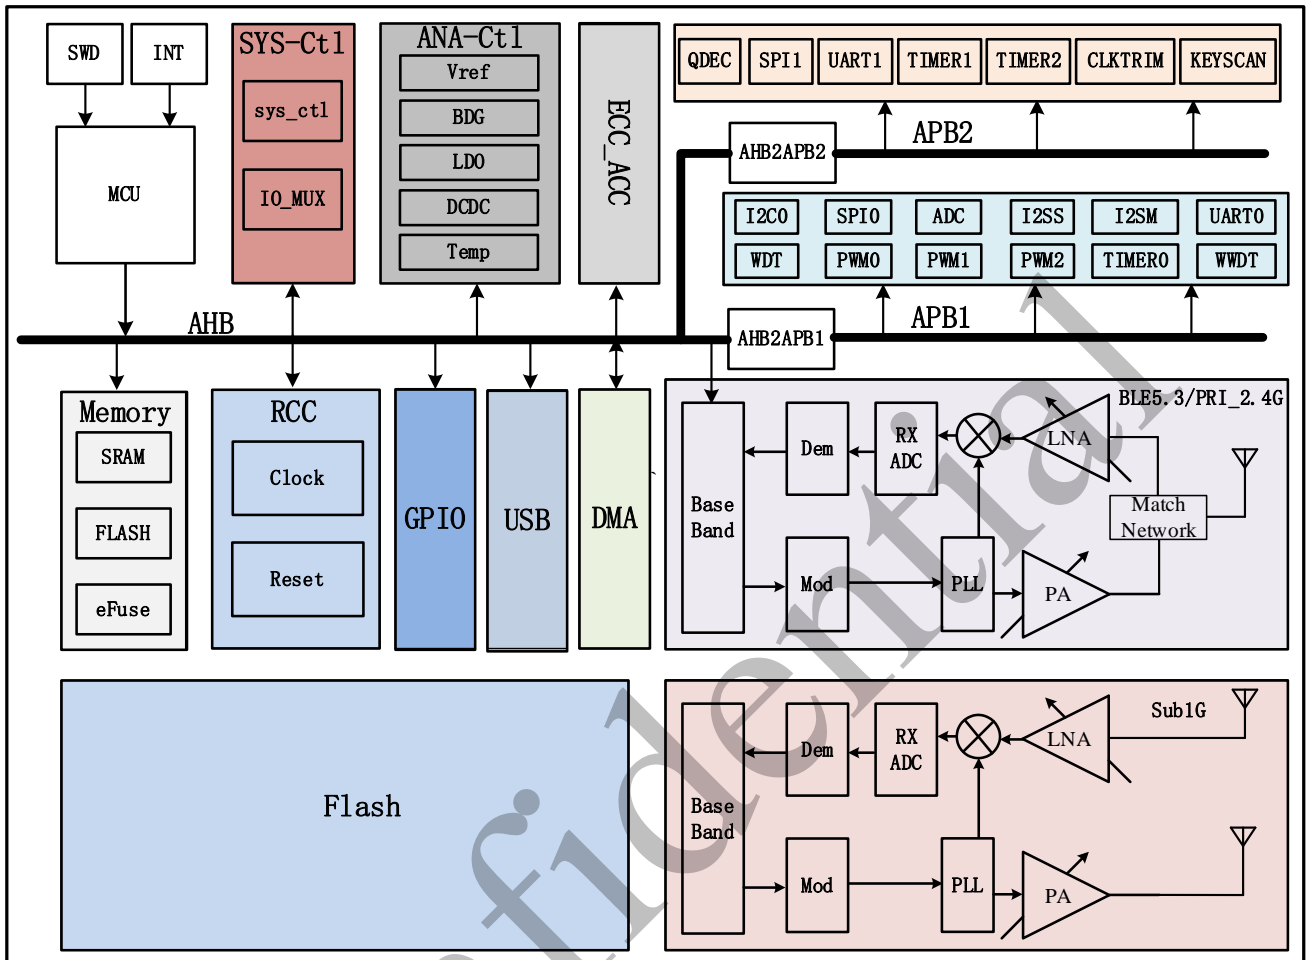 SWD
INT
MCU
SYS-Ctl
sys_ctl
IO_MUX
ANA-Ctl
Vref
BDG
LDO
DCDC
Temp
ECC_ACC
QDEC
SPI1
UART1
TIMER1
TIMER2
CLKTRIM
KEYSCAN
AHB2APB2
APB2
I2C0
SPI0
ADC
I2SS
I2SM
UART0
WDT
PWM0
PWM1
PWM2
TIMER0
WWDT
AHB
AHB2APB1
APB1
Memory
SRAM
FLASH
eFuse
RCC
Clock
Reset
GPIO
USB
DMA
BLE5.3/PRI_2.4G
Base
Band
Dem
RX
ADC
LNA
Match
Network
Mod
PLL
PA
Flash
Sub1G
Base
Band
Dem
RX
ADC
LNA
Mod
PLL
PA
fidential